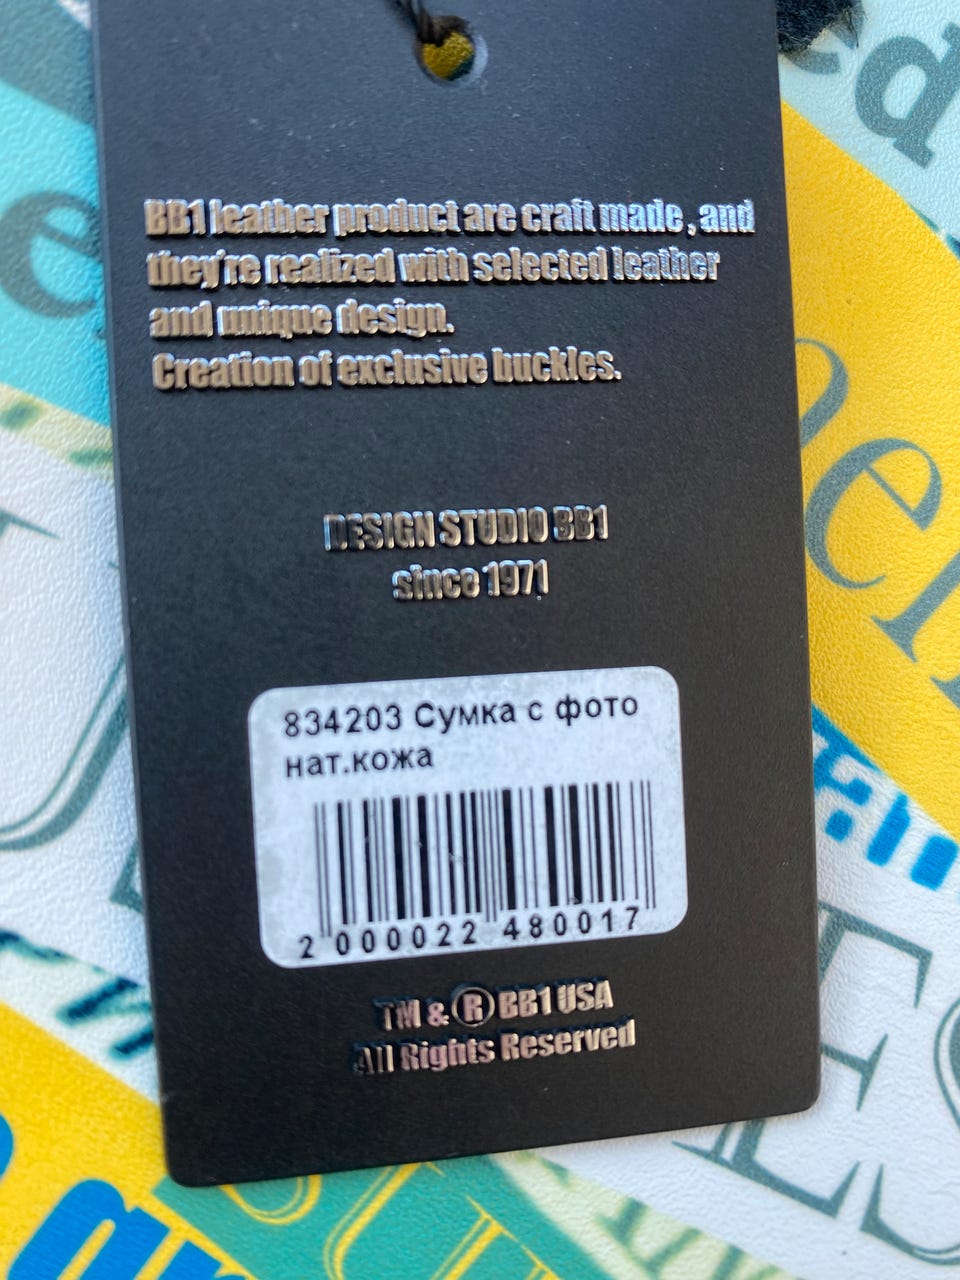 BB1 leather product are craft made , and
they're realized with selected leather
and unique design.
Creation of exclusive buckles.
DESIGN STUDIO BB1
since 1971
834203 Сумка с фото
нат.кожа
2 000022 480017
TM & ® BB1 USA
All Rights Reserved